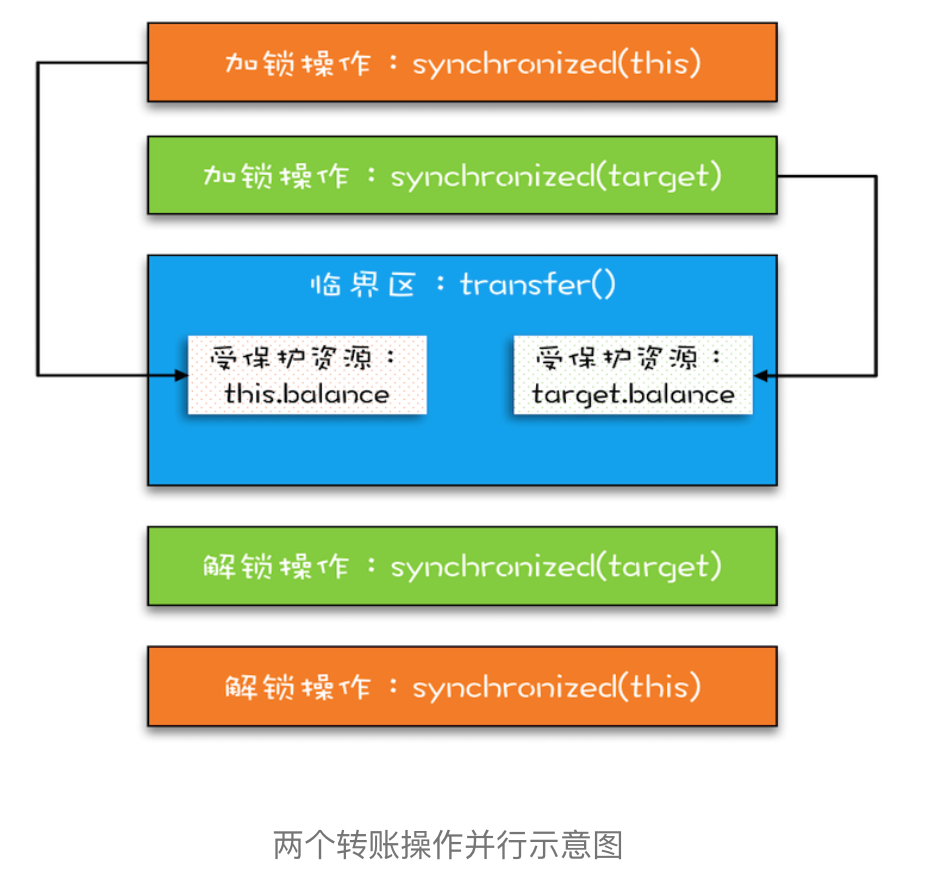 加锁操作：synchronized(this)
加锁操作：synchronized(target)
临界区：transfer()
受保护资源：
this.balance
受保护资源：
target.balance
解锁操作：synchronized(target)
解锁操作：synchronized(this)
两个转账操作并行示意图